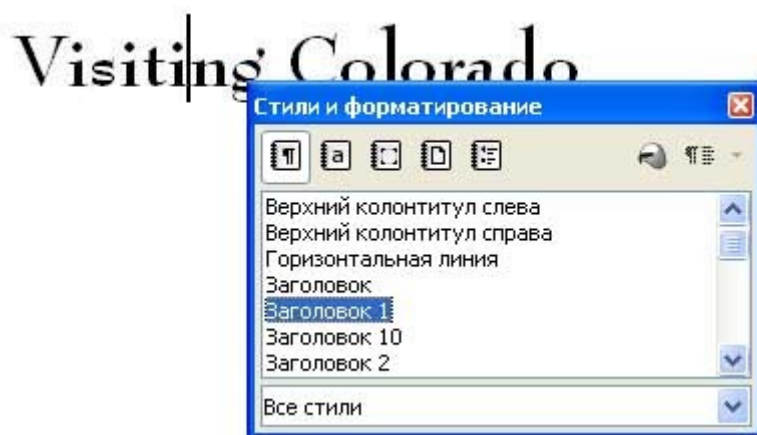 Visiting Colorado
Стили и форматирование
Верхний колонтитул слева
Верхний колонтитул справа
Горизонтальная линия
Заголовок
Заголовок 1
Заголовок 10
Заголовок 2
Все стили